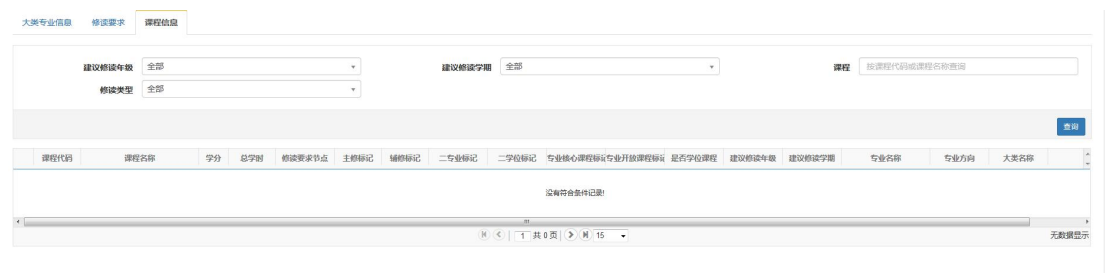 大类专业信息 修读要求 课程信息
建议修读年级 全部 建议修读学期 全部 课程 按课程代码或课程名称查询
修读类型 全部
查询
课程代码 课程名称 学分 总学时 修读要求节点 主修标记 辅修标记 二专业标记 二学位标记 专业核心课程标 专业开放课程标 是否学位课程 建议修读年级 建议修读学期 专业名称 专业方向 大类名称
没有符合条件记录!
1 共 0 页 15 无数据显示